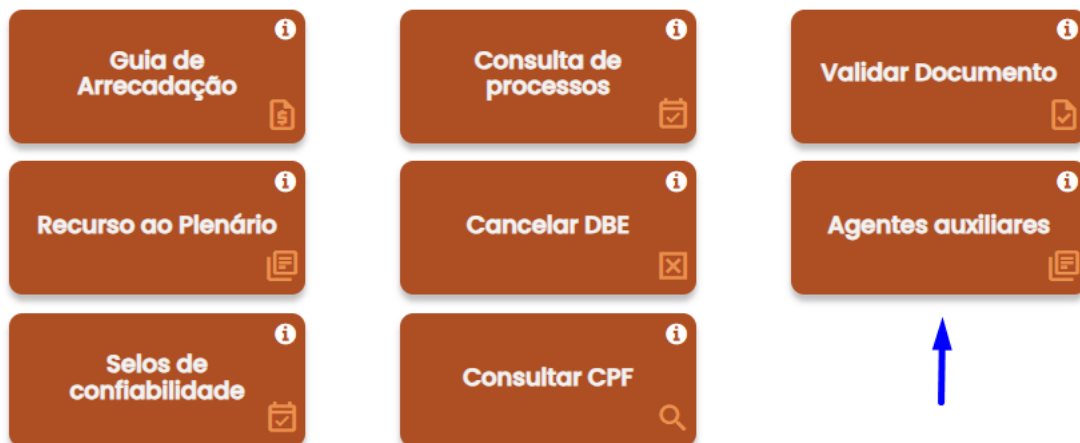 Guia de
Arrecadação
Consulta de
processos
Validar Documento
Recurso ao Plenário
Cancelar DBE
Agentes auxiliares
Selos de
confiabilidade
Consultar CPF